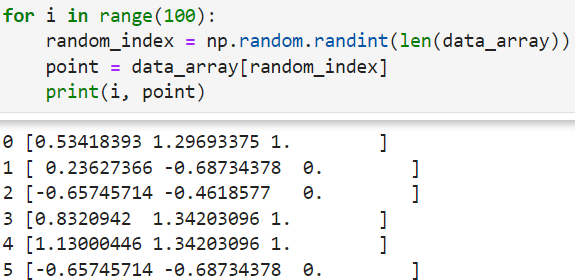 for i in range(100):
    random_index = np.random.randint(len(data_array))
    point = data_array[random_index]
    print(i, point)
0 [0.53418393 1.29693375 1.        ]
1 [ 0.23627366 -0.68734378  0.        ]
2 [-0.65745714 -0.4618577   0.        ]
3 [0.8320942  1.34203096 1.        ]
4 [1.13000446 1.34203096 1.        ]
5 [-0.65745714 -0.68734378  0.        ]